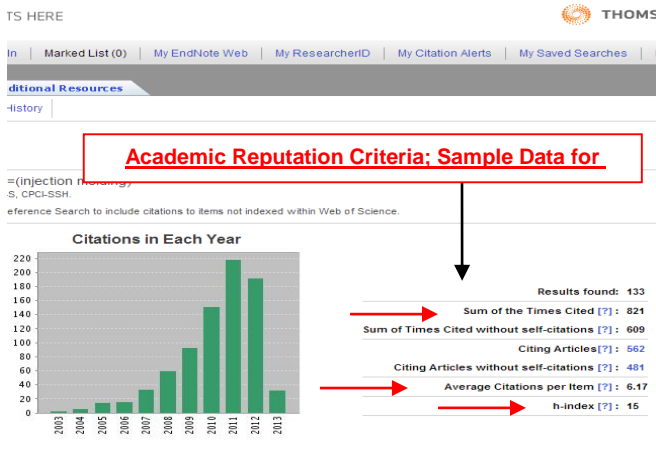 TS HERE
THOMS
In | Marked List (0) | My EndNote Web | My ResearcherID | My Citation Alerts | My Saved Searches |
ditional Resources
History
Academic Reputation Criteria; Sample Data for
=(injection molding)
S, CPCI-SSH.
eference Search to include citations to items not indexed within Web of Science.
Citations in Each Year
220
200
180
160
140
120
100
80
60
40
20
0
2003 2004 2005 2006 2007 2008 2009 2010 2011 2012 2013
Results found: 133
Sum of the Times Cited [?] : 821
Sum of Times Cited without self-citations [?] : 609
Citing Articles[?] : 562
Citing Articles without self-citations [?] : 481
Average Citations per Item [?] : 6.17
h-index [?] : 15